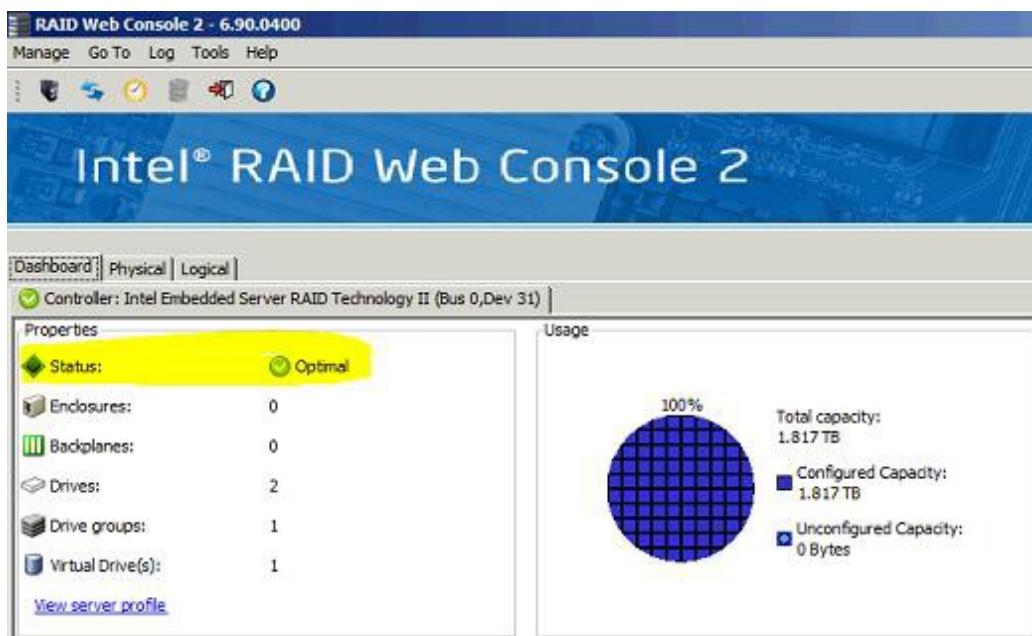 RAID Web Console 2 - 6.90.0400
Manage Go To Log Tools Help
Intel® RAID Web Console 2
Dashboard Physical Logical
Controller: Intel Embedded Server RAID Technology II (Bus 0,Dev 31)
Properties
Status: Optimal
Enclosures: 0
Backplanes: 0
Drives: 2
Drive groups: 1
Virtual Drive(s): 1
View server profile
Usage
100%
Total capacity:
1.817 TB
Configured Capacity:
1.817 TB
Unconfigured Capacity:
0 Bytes